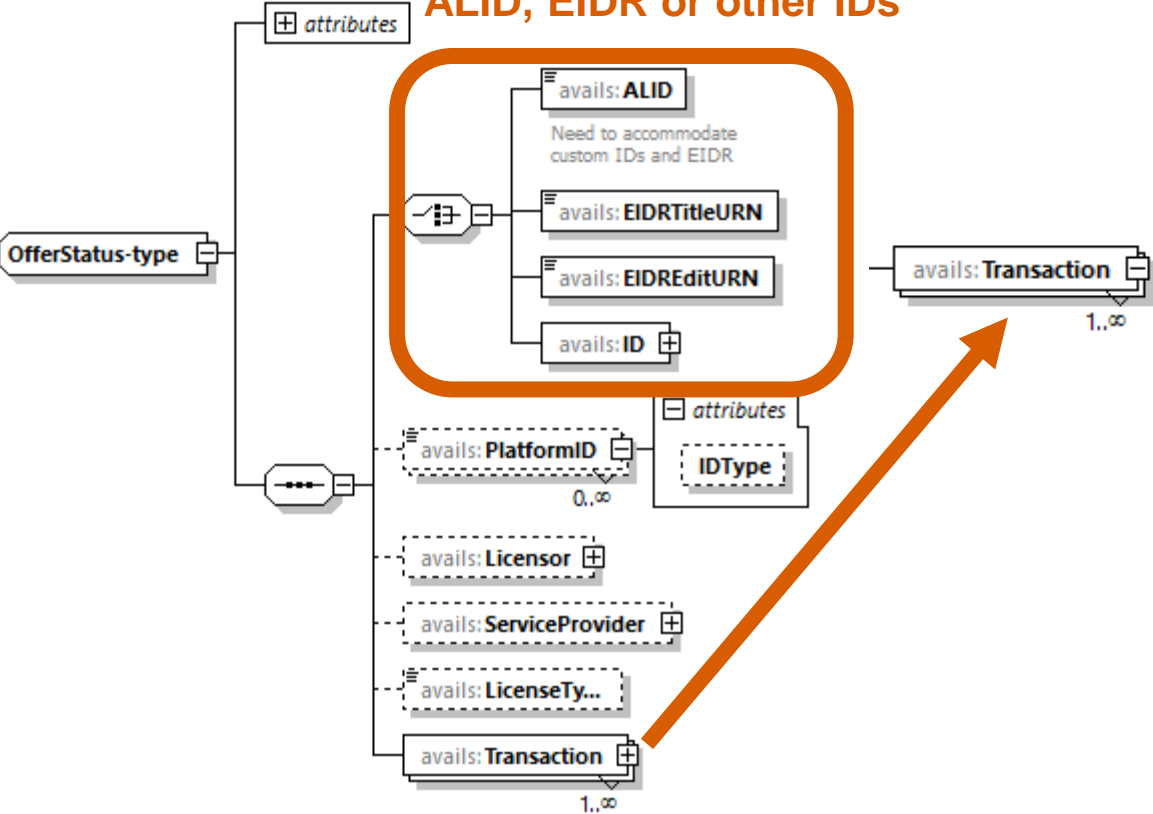 ALID, EIDR or other IDs
attributes
avails: ALID
Need to accommodate
custom IDs and EIDR
avails: EIDRTitleURN
OfferStatus-type
avails: EIDREditURN
avails: Transaction
1..∞
avails: ID
attributes
avails: PlatformID
IDType
0..∞
avails: Licensor
avails: ServiceProvider
avails: LicenseTy...
avails: Transaction
1..∞